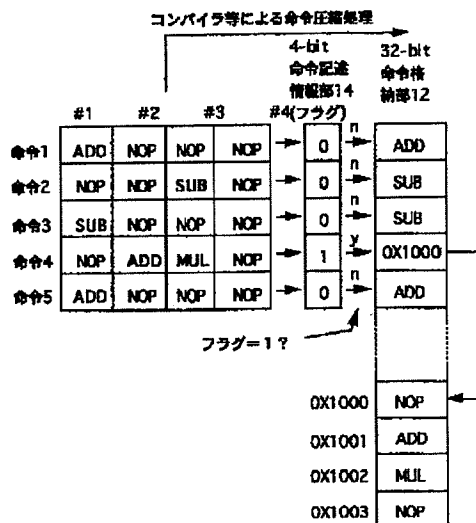 コンパイラ等による命令圧縮処理
4-bit 命令記述情報部14 (フラグ)
32-bit 命令格納部12
#1 #2 #3 #4
命令1 ADD NOP NOP NOP 0 n ADD
命令2 NOP NOP SUB NOP 0 n SUB
命令3 SUB NOP NOP NOP 0 n SUB
命令4 NOP ADD MUL NOP 1 y 0X1000
命令5 ADD NOP NOP NOP 0 n ADD
フラグ=1?
0X1000 NOP
0X1001 ADD
0X1002 MUL
0X1003 NOP